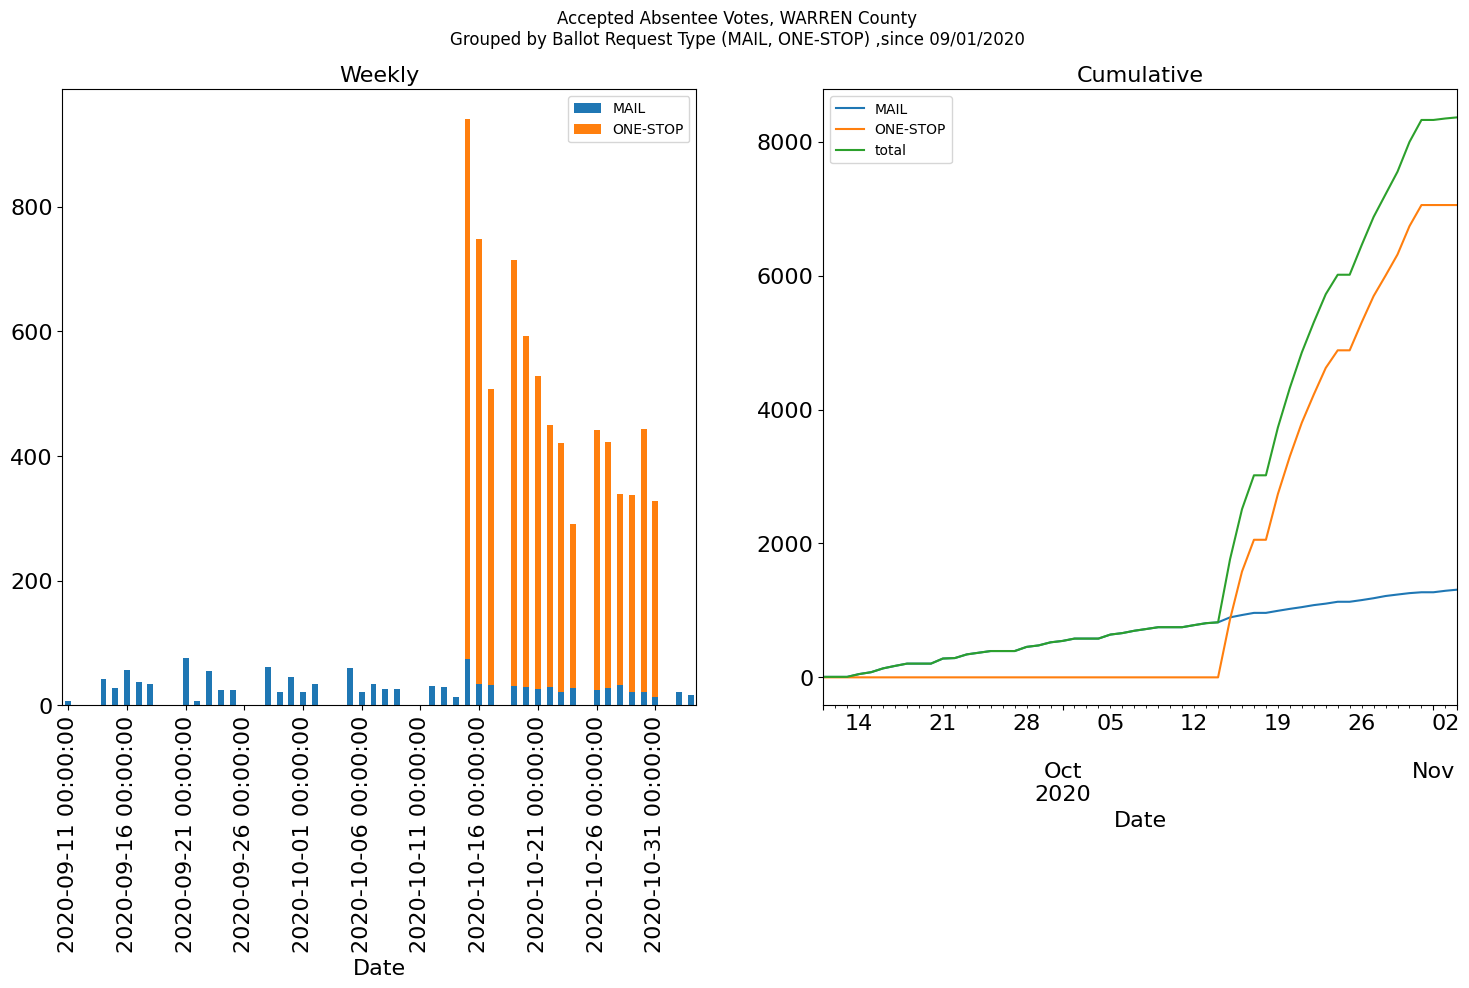 Accepted Absentee Votes, WARREN County
Grouped by Ballot Request Type (MAIL, ONE-STOP) ,since 09/01/2020
Weekly
MAIL
ONE-STOP
800
600
400
200
0
2020-09-11 00:00:00
2020-09-16 00:00:00
2020-09-21 00:00:00
2020-09-26 00:00:00
2020-10-01 00:00:00
2020-10-06 00:00:00
2020-10-11 00:00:00
2020-10-16 00:00:00
2020-10-21 00:00:00
2020-10-26 00:00:00
2020-10-31 00:00:00
Date
Cumulative
MAIL
ONE-STOP
total
8000
6000
4000
2000
0
14 21 28 05 12 19 26 02
Oct Nov
2020
Date